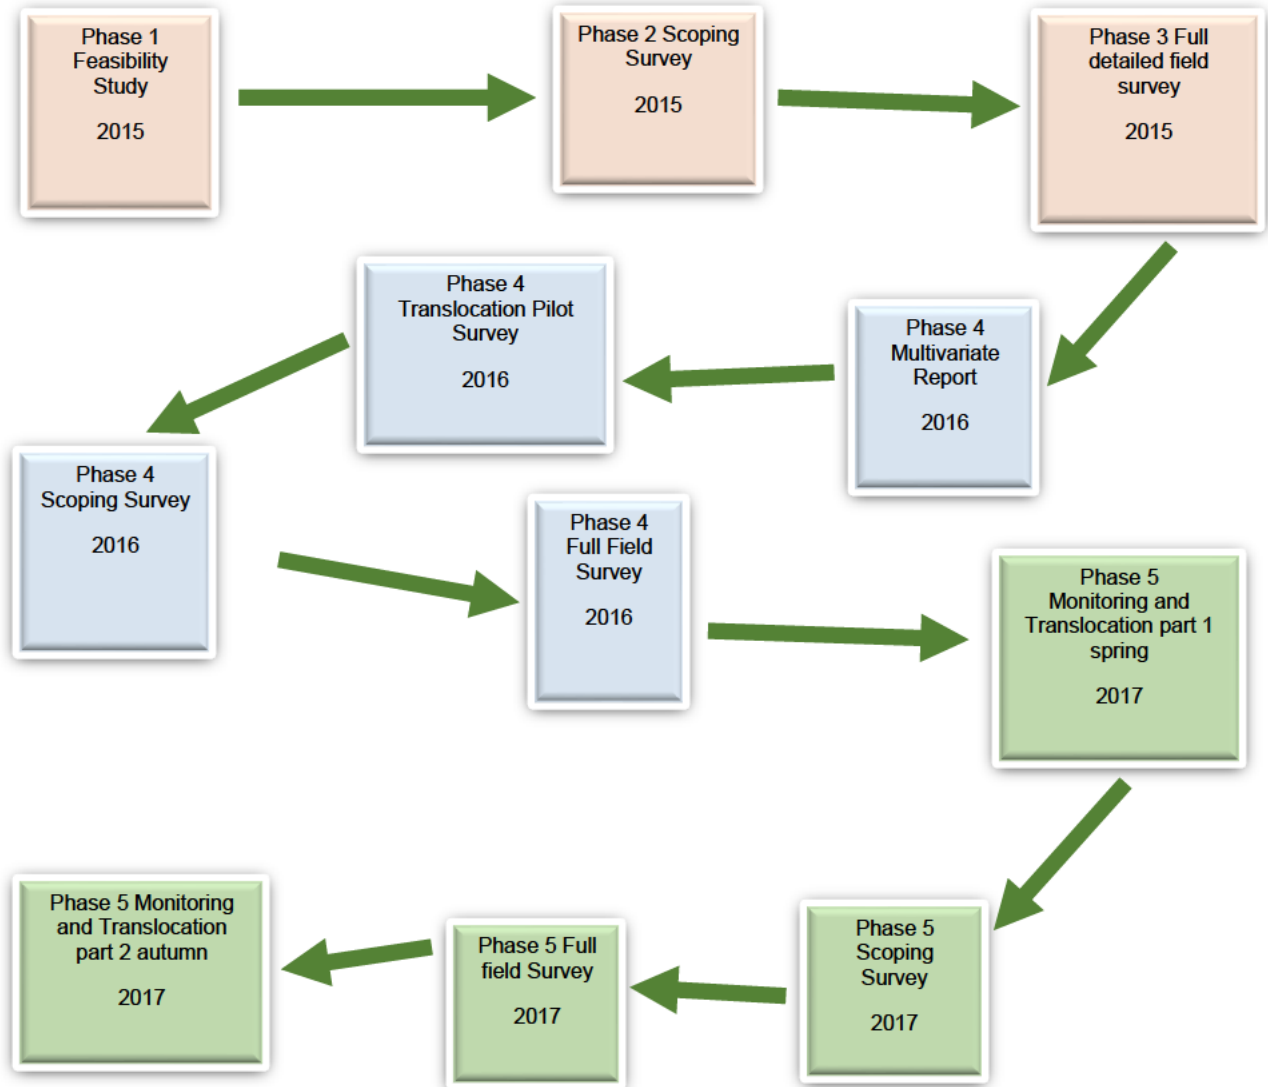 Phase 1
Feasibility
Study
2015
Phase 2 Scoping
Survey
2015
Phase 3 Full
detailed field
survey
2015
Phase 4
Multivariate
Report
2016
Phase 4
Translocation Pilot
Survey
2016
Phase 4
Scoping Survey
2016
Phase 4
Full Field
Survey
2016
Phase 5
Monitoring and
Translocation part 1
spring
2017
Phase 5
Scoping
Survey
2017
Phase 5 Full
field Survey
2017
Phase 5 Monitoring
and Translocation
part 2 autumn
2017